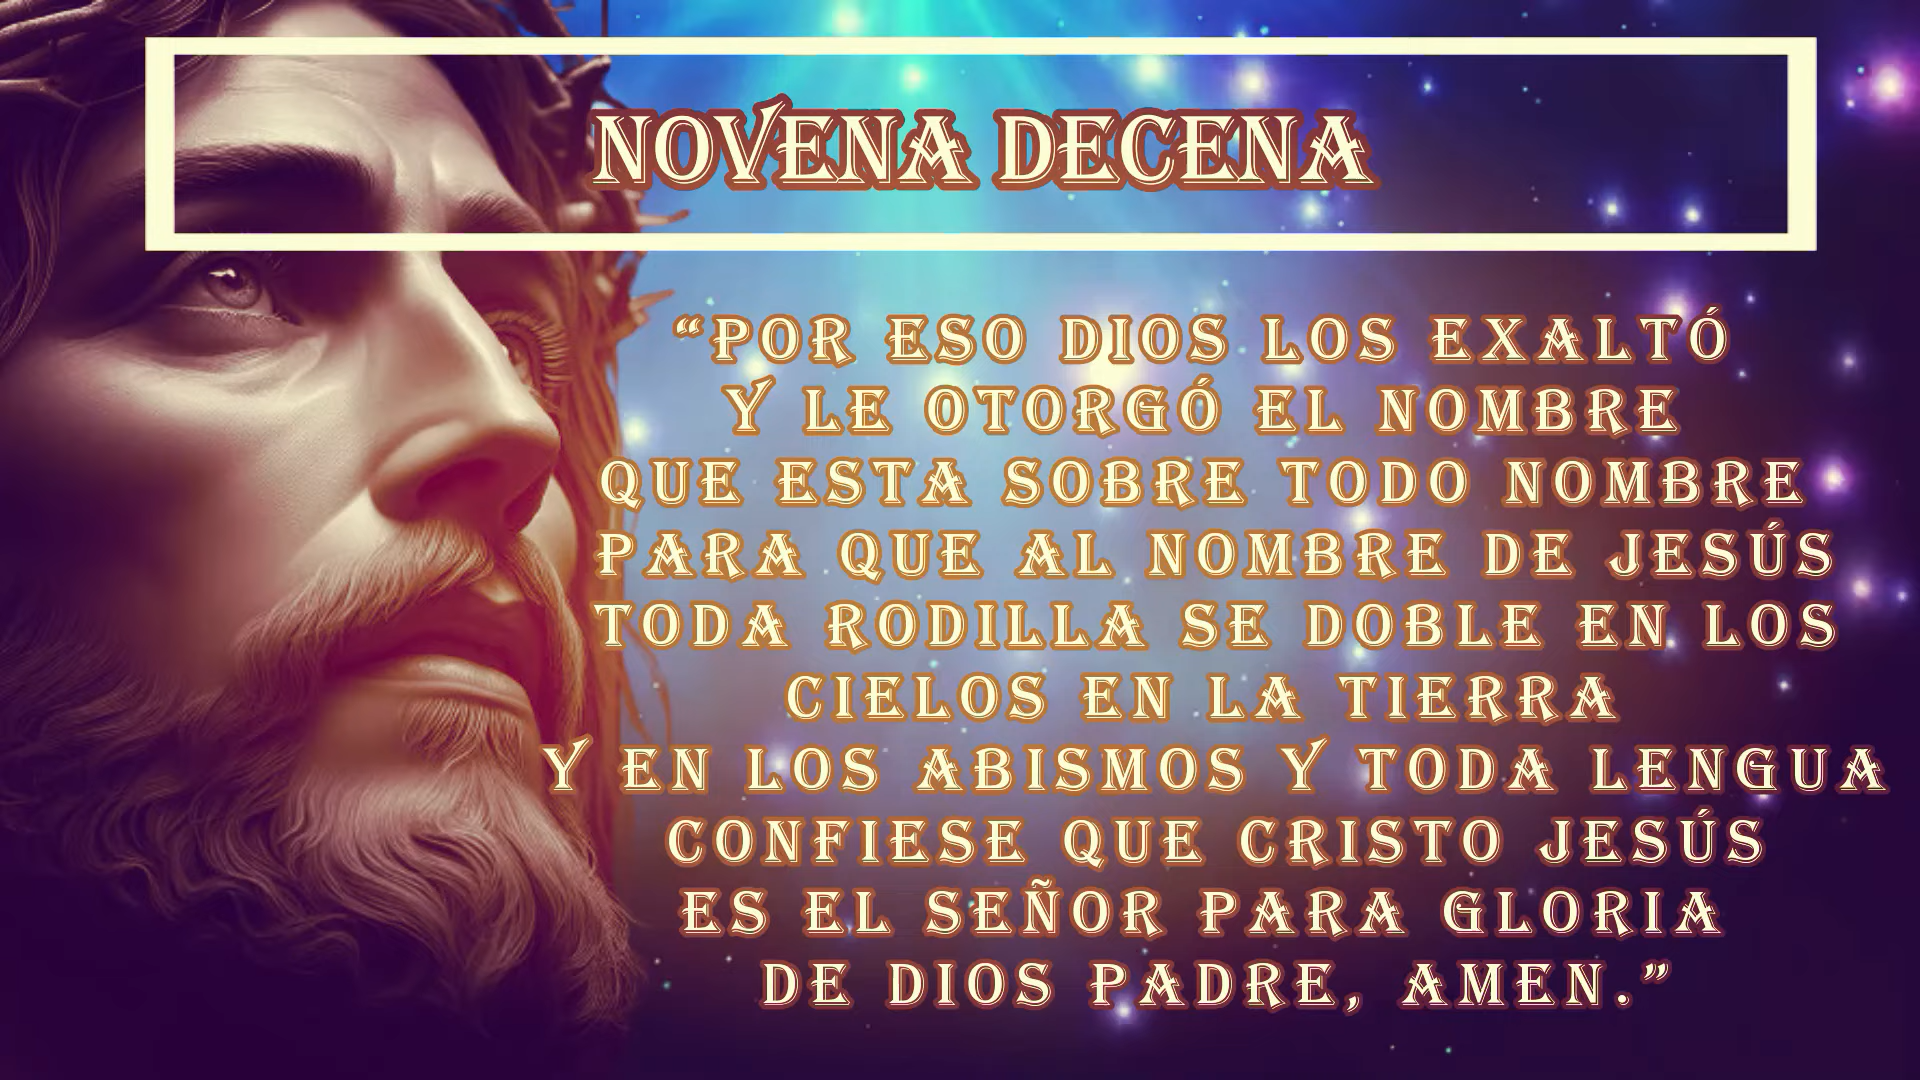 NOVENA DECENA
“POR ESO DIOS LOS EXALTÓ
Y LE OTORGÓ EL NOMBRE
QUE ESTA SOBRE TODO NOMBRE
PARA QUE AL NOMBRE DE JESÚS
TODA RODILLA SE DOBLE EN LOS
CIELOS EN LA TIERRA
Y EN LOS ABISMOS Y TODA LENGUA
CONFIESE QUE CRISTO JESÚS
ES EL SEÑOR PARA GLORIA
DE DIOS PADRE, AMEN.”